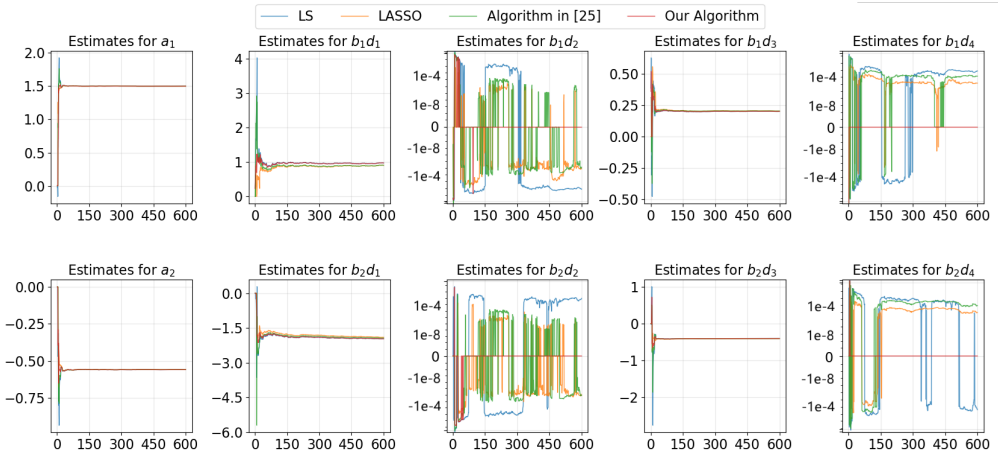 LS LASSO Algorithm in [25] Our Algorithm
Estimates for a₁
2.0
1.5
1.0
0.5
0.0
0 150 300 450 600
Estimates for b₁d₁
4
3
2
1
0
0 150 300 450 600
Estimates for b₁d₂
1e-4
1e-8
0
-1e-8
-1e-4
0 150 300 450 600
Estimates for b₁d₃
0.50
0.25
0.00
−0.25
−0.50
0 150 300 450 600
Estimates for b₁d₄
1e-4
1e-8
0
-1e-8
-1e-4
0 150 300 450 600
Estimates for a₂
0.00
−0.25
−0.50
−0.75
0 150 300 450 600
Estimates for b₂d₁
0.0
−1.5
−3.0
−4.5
−6.0
0 150 300 450 600
Estimates for b₂d₂
1e-4
1e-8
0
-1e-8
-1e-4
0 150 300 450 600
Estimates for b₂d₃
1
0
−1
−2
0 150 300 450 600
Estimates for b₂d₄
1e-4
1e-8
0
-1e-8
-1e-4
0 150 300 450 600